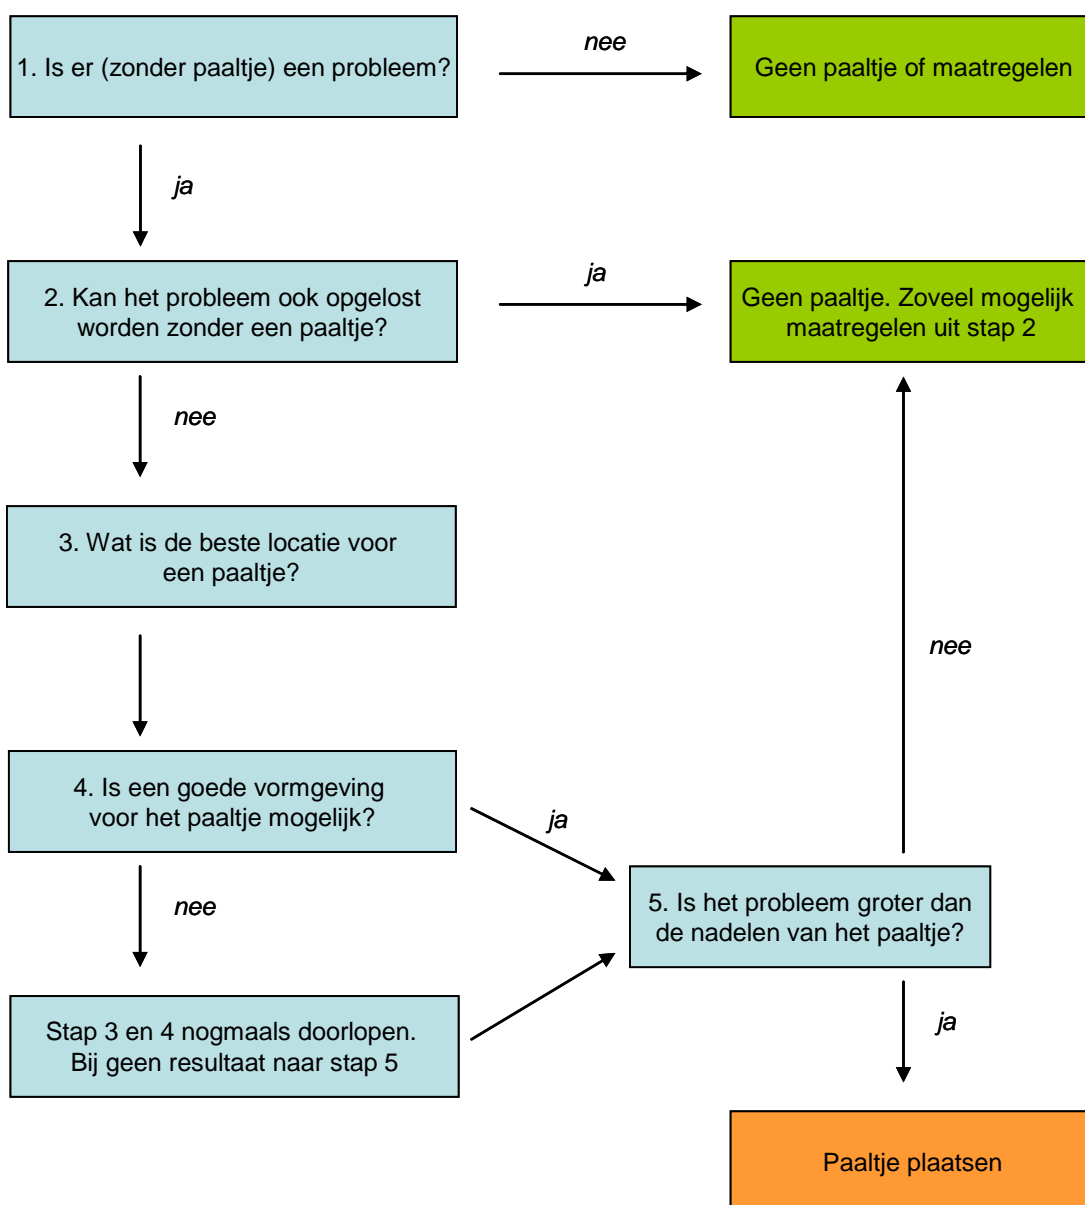 1. Is er (zonder paaltje) een probleem?
nee
Geen paaltje of maatregelen
ja
2. Kan het probleem ook opgelost
worden zonder een paaltje?
ja
Geen paaltje. Zoveel mogelijk
maatregelen uit stap 2
nee
3. Wat is de beste locatie voor
een paaltje?
nee
4. Is een goede vormgeving
voor het paaltje mogelijk?
ja
nee
5. Is het probleem groter dan
de nadelen van het paaltje?
Stap 3 en 4 nogmaals doorlopen.
Bij geen resultaat naar stap 5
ja
Paaltje plaatsen